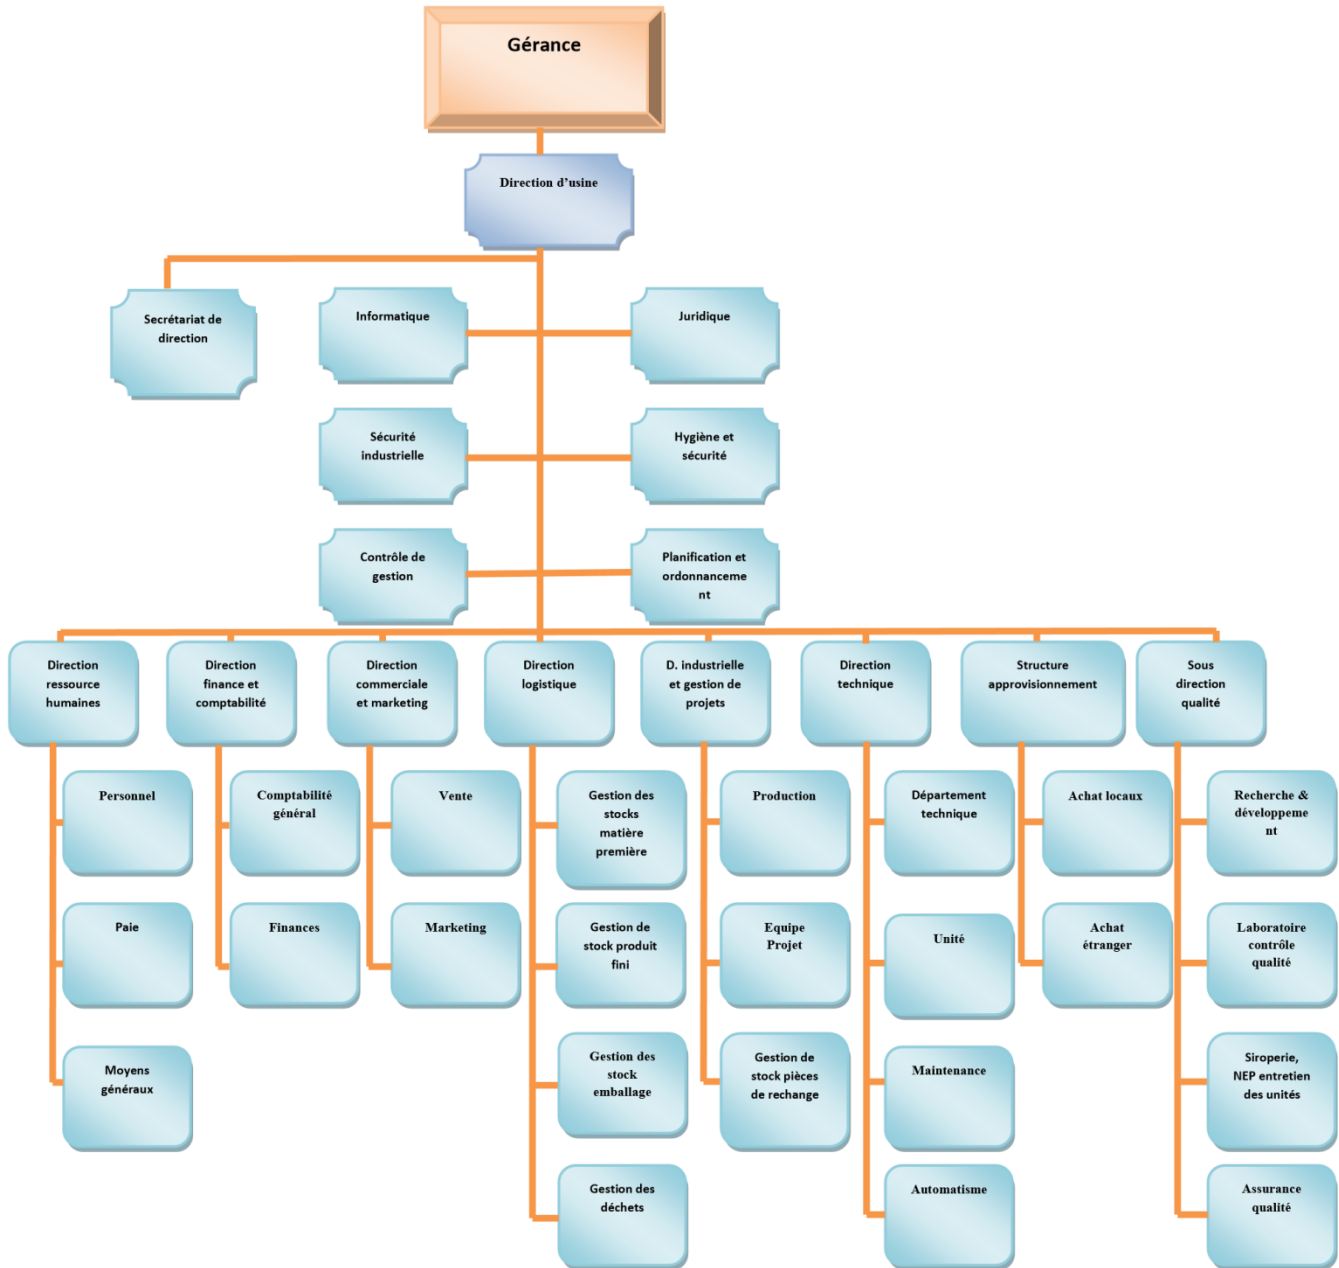 Gérance
Direction d’usine
Secrétariat de
direction
Informatique
Juridique
Sécurité
industrielle
Hygiène et
sécurité
Contrôle de
gestion
Planification et
ordonnanceme
nt
Direction
ressource
humaines
Direction
finance et
comptabilité
Direction
commerciale
et marketing
Direction
logistique
D. industrielle
et gestion de
projets
Direction
technique
Structure
approvisionnement
Sous
direction
qualité
Personnel
Comptabilité
général
Vente
Gestion des
stocks
matière
première
Production
Département
technique
Achat locaux
Recherche &
développeme
nt
Paie
Finances
Marketing
Gestion de
stock produit
fini
Equipe
Projet
Unité
Achat
étranger
Laboratoire
contrôle
qualité
Moyens
généraux
Gestion des
stock
emballage
Gestion de
stock pièces
de rechange
Maintenance
Siroperie,
NEP entretien
des unités
Gestion des
déchets
Automatisme
Assurance
qualité